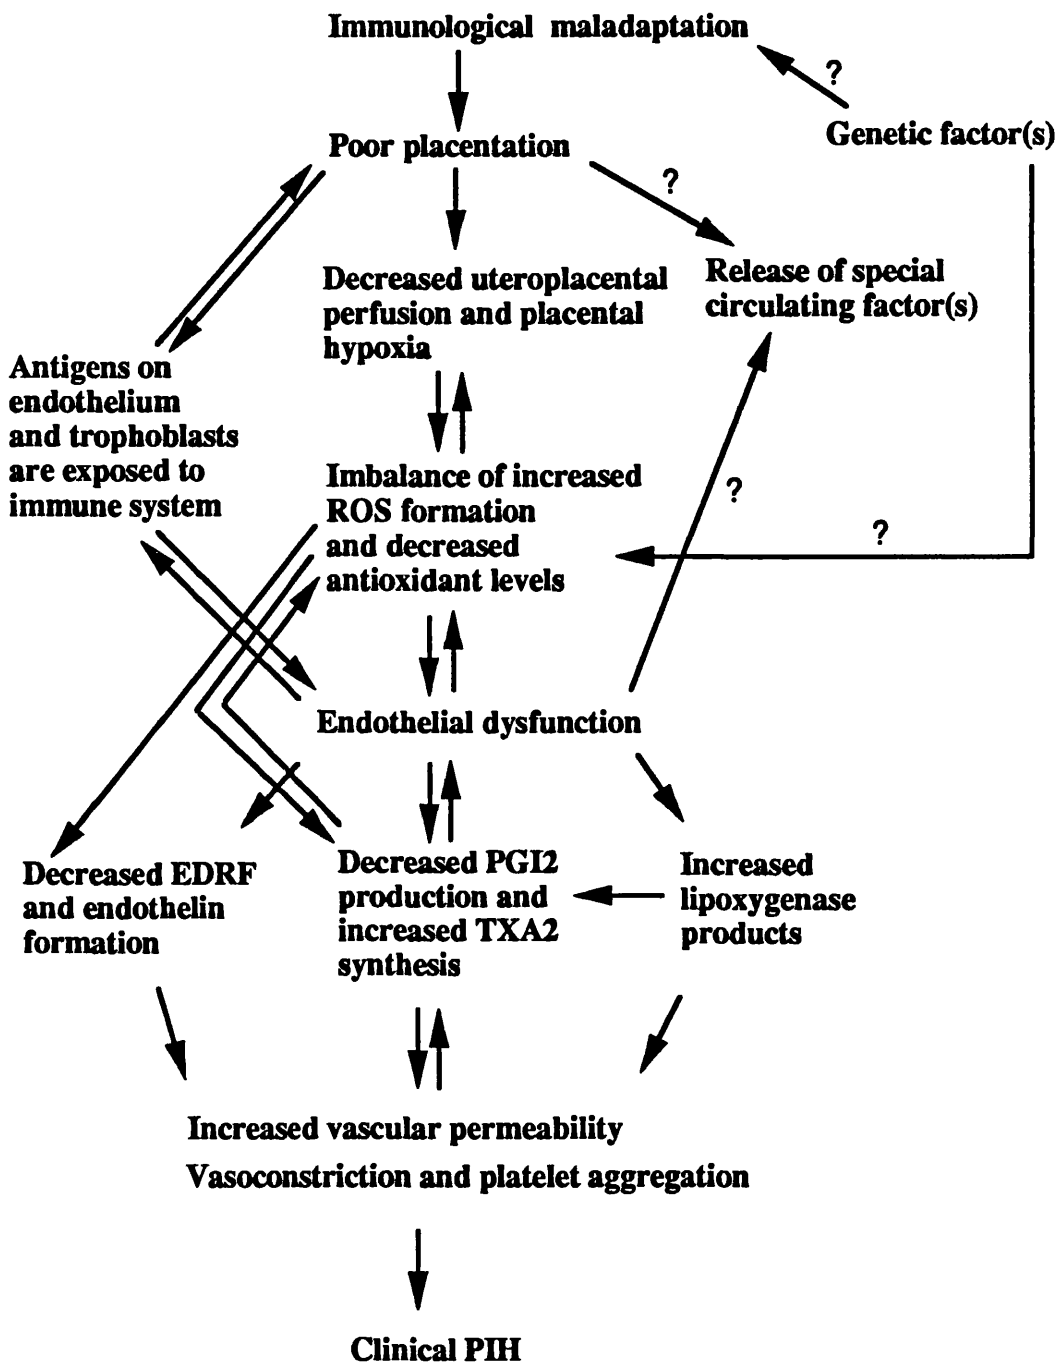 Immunological maladaptation
?
Genetic factor(s)
Poor placentation
?
Decreased uteroplacental
perfusion and placental
hypoxia
Release of special
circulating factor(s)
Antigens on
endothelium
and trophoblasts
are exposed to
immune system
Imbalance of increased
ROS formation
and decreased
antioxidant levels
?
?
Endothelial dysfunction
Decreased EDRF
and endothelin
formation
Decreased PGI2
production and
increased TXA2
synthesis
Increased
lipoxygenase
products
Increased vascular permeability
Vasoconstriction and platelet aggregation
Clinical PIH